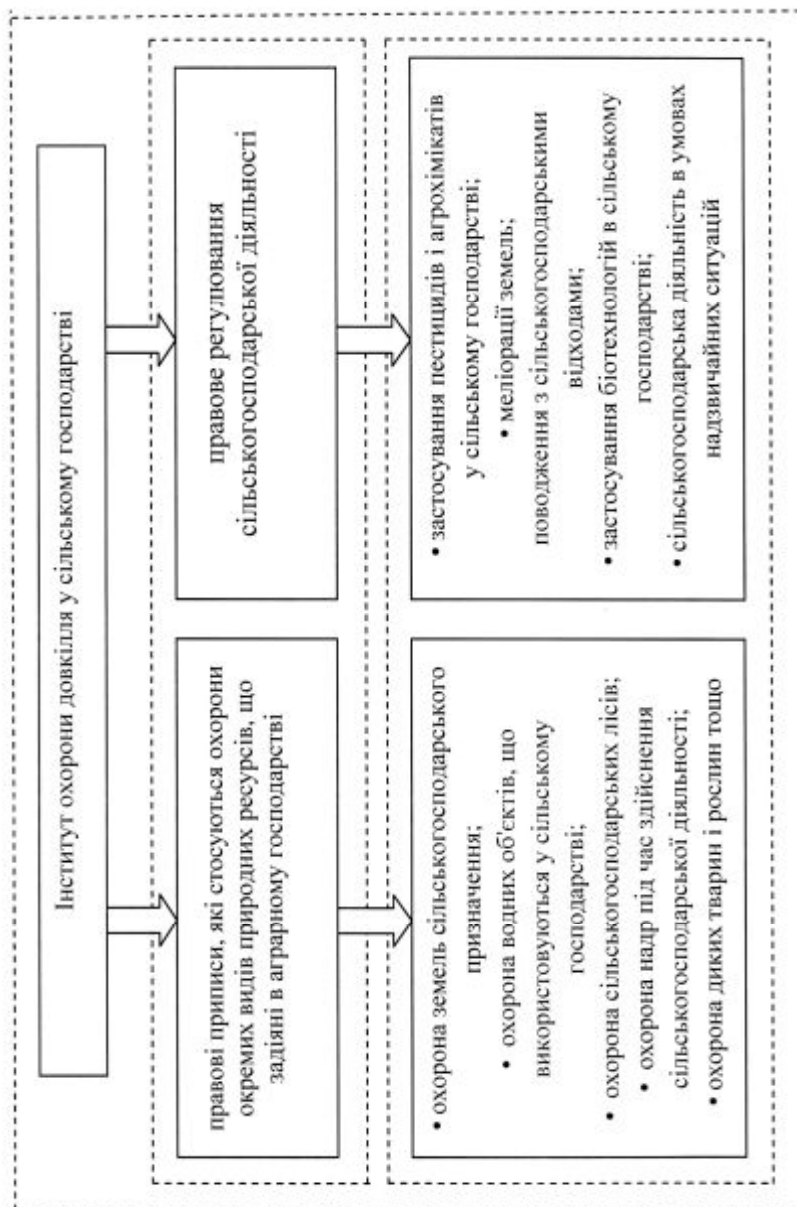 Інститут охорони довкілля у сільському господарстві
правові приписи, які стосуються охорони
окремих видів природних ресурсів, що
задіяні в аграрному господарстві
правове регулювання
сільськогосподарської діяльності
• охорона земель сільськогосподарського
призначення;
• охорона водних об'єктів, що
використовуються у сільському
господарстві;
• охорона сільськогосподарських лісів;
• охорона надр під час здійснення
сільськогосподарської діяльності;
• охорона диких тварин і рослин тощо
• застосування пестицидів і агрохімікатів
у сільському господарстві;
• меліорації земель;
поводження з сільськогосподарськими
відходами;
• застосування біотехнологій в сільському
господарстві;
• сільськогосподарська діяльність в умовах
надзвичайних ситуацій